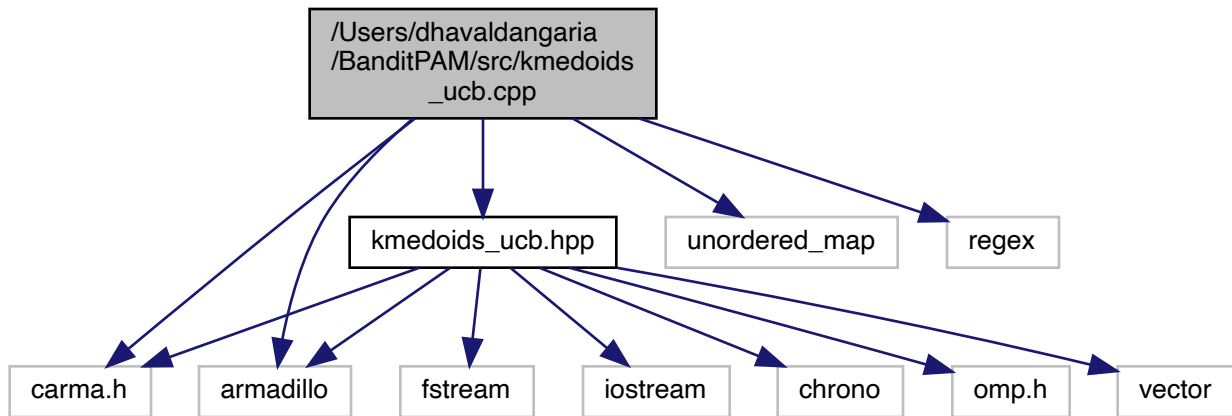 /Users/dhavaldangaria
/BanditPAM/src/kmedoids
_ucb.cpp
kmedoids_ucb.hpp
unordered_map
regex
carma.h
armadillo
fstream
iostream
chrono
omp.h
vector